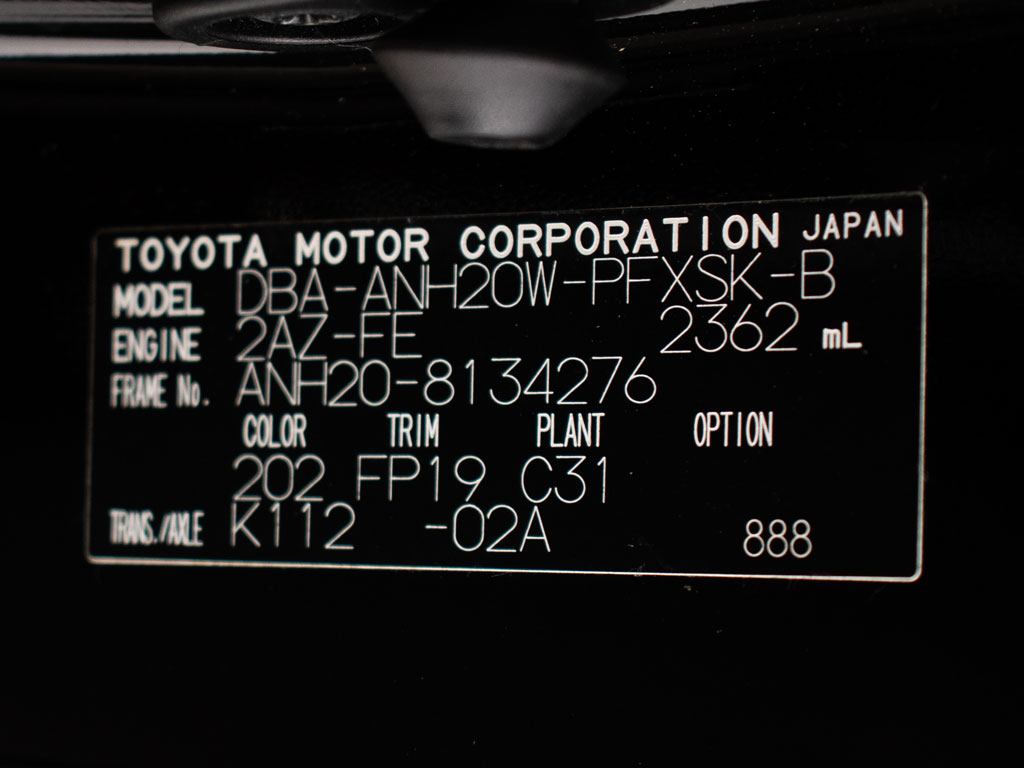 TOYOTA MOTOR CORPORATION JAPAN
MODEL DBA-ANH20W-PFXSK-B
ENGINE 2AZ-FE 2362 mL
FRAME No. ANH20-8134276
COLOR TRIM PLANT OPTION
202 FP19 C31
TRANS./AXLE K112 -02A 888